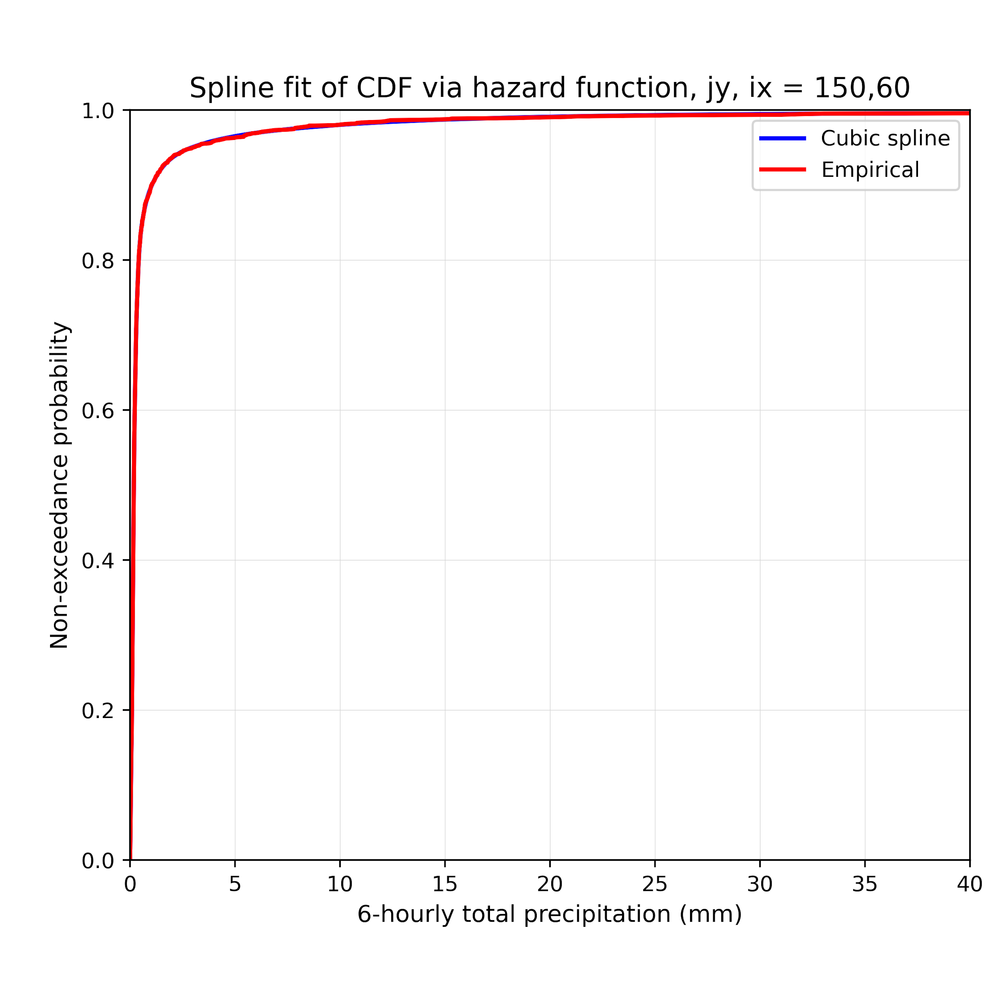 Spline fit of CDF via hazard function, jy, ix = 150,60
1.0
0.8
0.6
0.4
0.2
0.0
Non-exceedance probability
Cubic spline
Empirical
0 5 10 15 20 25 30 35 40
6-hourly total precipitation (mm)